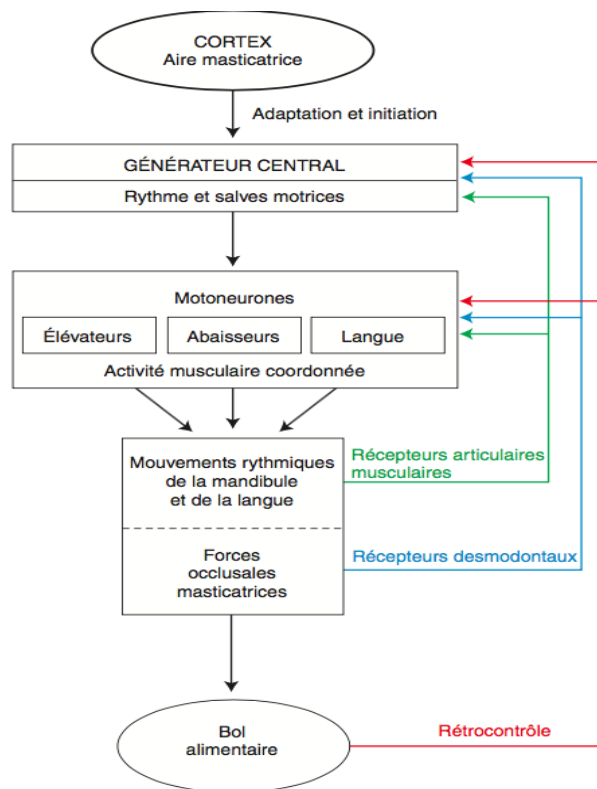 CORTEX
Aire masticatrice
Adaptation et initiation
GÉNÉRATEUR CENTRAL
Rythme et salves motrices
Motoneurones
Élévateurs
Abaisseurs
Langue
Activité musculaire coordonnée
Mouvements rythmiques
de la mandibule
et de la langue
Récepteurs articulaires
musculaires
Forces
occlusales
masticatrices
Récepteurs desmodontaux
Bol
alimentaire
Rétrocontrôle